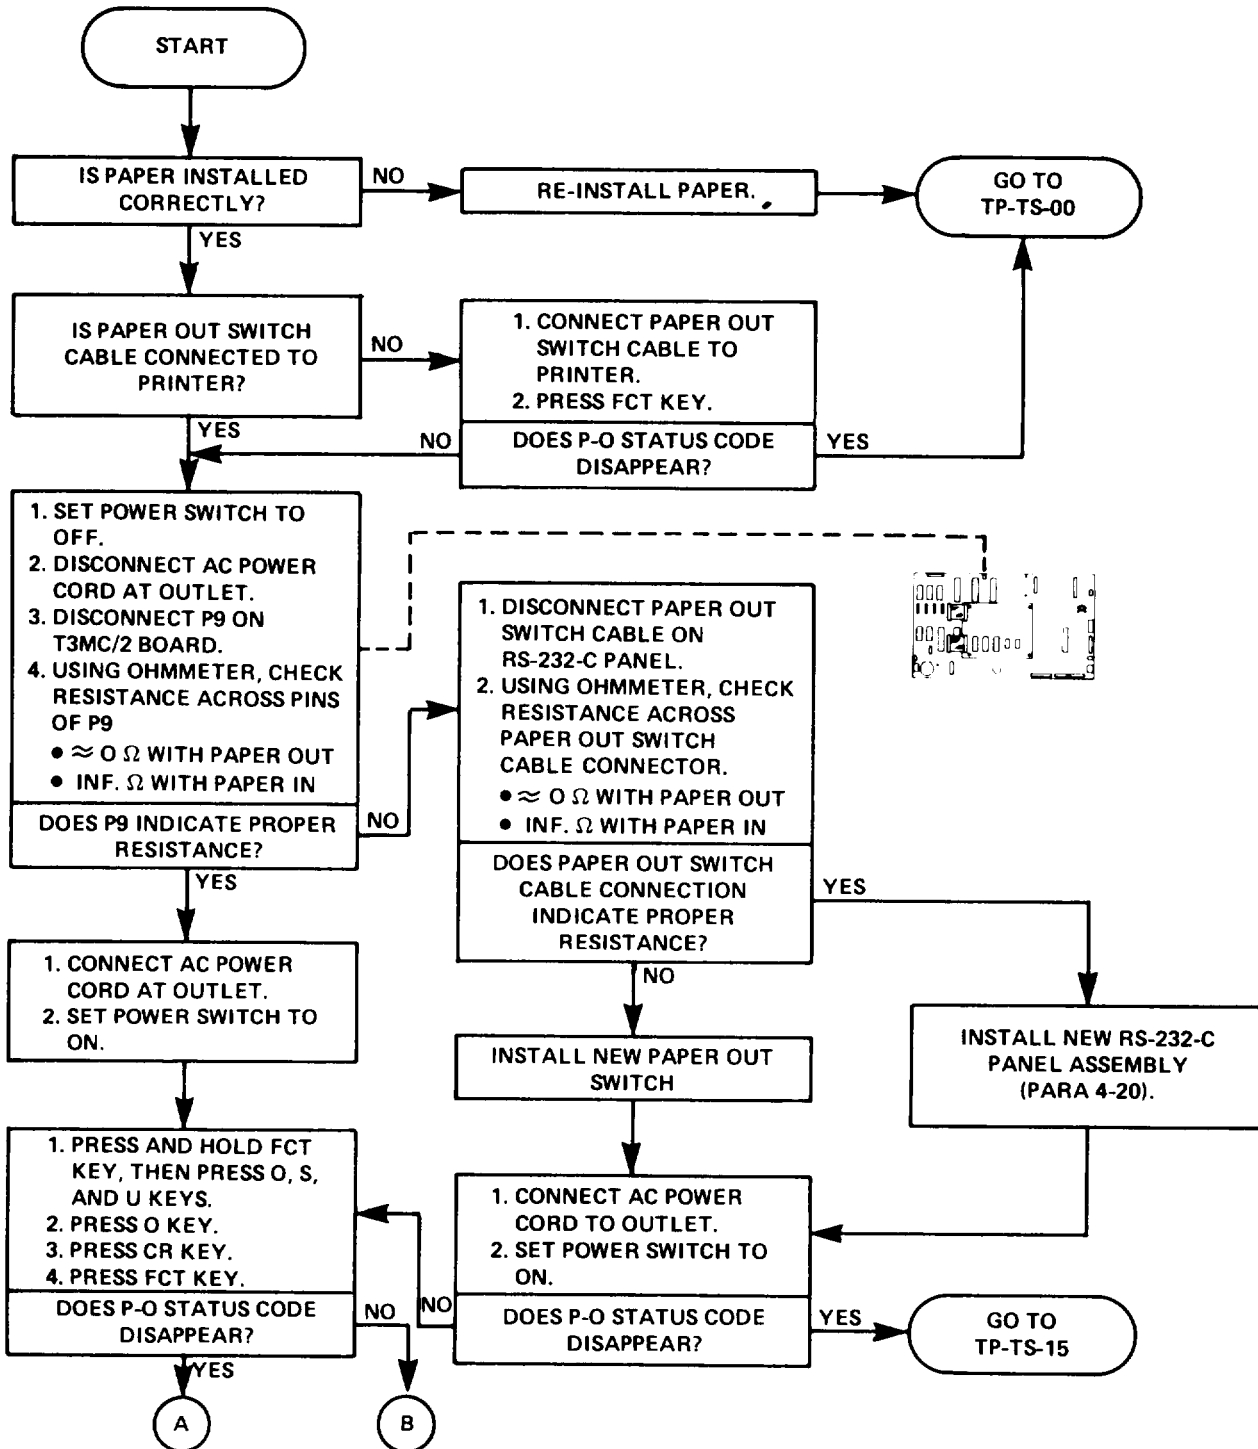 START
IS PAPER INSTALLED
CORRECTLY?
NO
RE-INSTALL PAPER.
GO TO
TP-TS-00
YES
IS PAPER OUT SWITCH
CABLE CONNECTED TO
PRINTER?
NO
1. CONNECT PAPER OUT
SWITCH CABLE TO
PRINTER.
2. PRESS FCT KEY.
DOES P-O STATUS CODE
DISAPPEAR?
NO
YES
YES
1. SET POWER SWITCH TO
OFF.
2. DISCONNECT AC POWER
CORD AT OUTLET.
3. DISCONNECT P9 ON
T3MC/2 BOARD.
4. USING OHMMETER, CHECK
RESISTANCE ACROSS PINS
OF P9
● ≈ O Ω WITH PAPER OUT
● INF. Ω WITH PAPER IN
DOES P9 INDICATE PROPER
RESISTANCE?
NO
YES
1. DISCONNECT PAPER OUT
SWITCH CABLE ON
RS-232-C PANEL.
2. USING OHMMETER, CHECK
RESISTANCE ACROSS
PAPER OUT SWITCH
CABLE CONNECTOR.
● ≈ O Ω WITH PAPER OUT
● INF. Ω WITH PAPER IN
DOES PAPER OUT SWITCH
CABLE CONNECTION
INDICATE PROPER
RESISTANCE?
YES
NO
1. CONNECT AC POWER
CORD AT OUTLET.
2. SET POWER SWITCH TO
ON.
INSTALL NEW PAPER OUT
SWITCH
INSTALL NEW RS-232-C
PANEL ASSEMBLY
(PARA 4-20).
1. PRESS AND HOLD FCT
KEY, THEN PRESS O, S,
AND U KEYS.
2. PRESS O KEY.
3. PRESS CR KEY.
4. PRESS FCT KEY.
DOES P-O STATUS CODE
DISAPPEAR?
NO
YES
1. CONNECT AC POWER
CORD TO OUTLET.
2. SET POWER SWITCH TO
ON.
DOES P-O STATUS CODE
DISAPPEAR?
NO
YES
GO TO
TP-TS-15
A
B